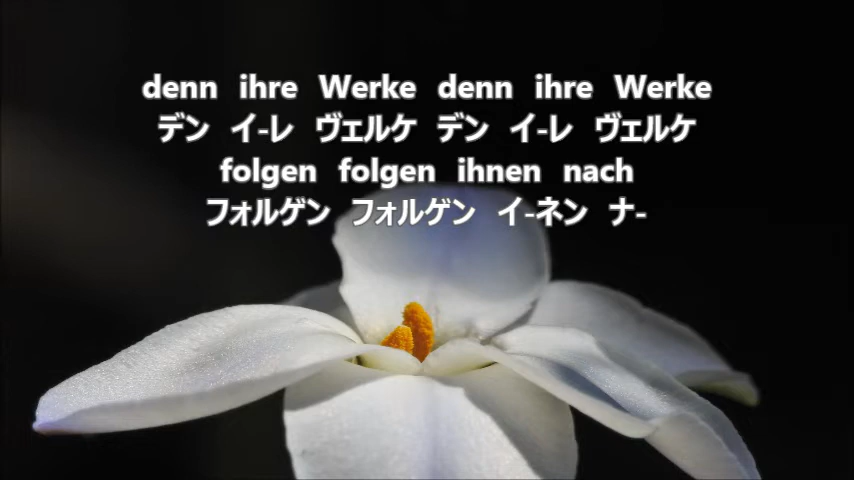 denn ihre Werke denn ihre Werke
デン イ-レ ヴェルケ デン イ-レ ヴェルケ
folgen folgen ihnen nach
フォルゲン フォルゲン イ-ネン ナ-